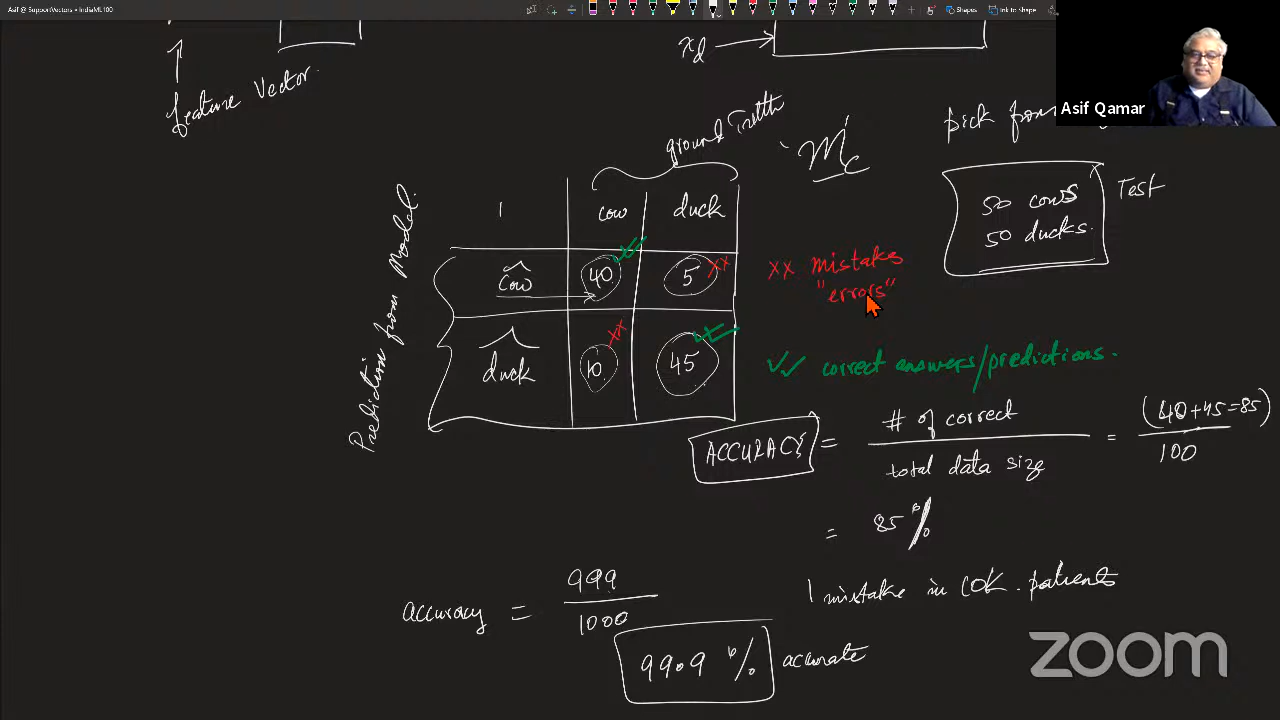 Asif @ SupportVectors • IndiaML100
Shapes
Ink to Shape
feature Vector.
x_d
Asif Qamar
pick from
ground Truth
M'c
50 cows
50 ducks.
Test
Prediction from Model.
cow duck
cow 40 5
duck 10 45
xx mistakes
"errors"
✓✓ correct answers/predictions.
ACCURACY = # of correct / total data size = (40+45=85) / 100
= 85 %
1 mistake in 10K. patients
accuracy = 999 / 1000
99.9 % accurate
zoom